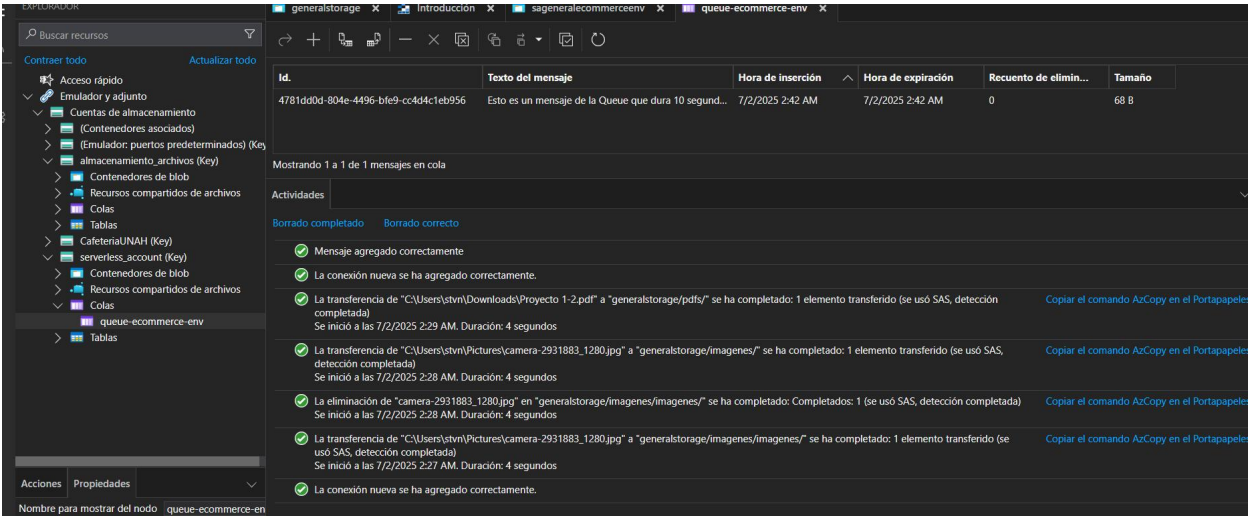 EXPLORADOR
generalstorage
Introducción
sageneralecommerceenv
queue-ecommerce-env
Buscar recursos
Contraer todo
Actualizar todo
Acceso rápido
Emulador y adjunto
Cuentas de almacenamiento
(Contenedores asociados)
(Emulador: puertos predeterminados) (Key
almacenamiento_archivos (Key)
Contenedores de blob
Recursos compartidos de archivos
Colas
Tablas
CafeteriaUNAH (Key)
serverless_account (Key)
Contenedores de blob
Recursos compartidos de archivos
Colas
queue-ecommerce-env
Tablas
Acciones
Propiedades
Nombre para mostrar del nodo queue-ecommerce-en
Id. Texto del mensaje Hora de inserción Hora de expiración Recuento de elimin... Tamaño
4781dd0d-804e-4496-bfe9-cc4d4c1eb956 Esto es un mensaje de la Queue que dura 10 segund... 7/2/2025 2:42 AM 7/2/2025 2:42 AM 0 68 B
Mostrando 1 a 1 de 1 mensajes en cola
Actividades
Borrado completado Borrado correcto
Mensaje agregado correctamente
La conexión nueva se ha agregado correctamente.
La transferencia de "C:\Users\stvn\Downloads\Proyecto 1-2.pdf" a "generalstorage/pdfs/" se ha completado: 1 elemento transferido (se usó SAS, detección Copiar el comando AzCopy en el Portapapeles
completada)
Se inició a las 7/2/2025 2:29 AM. Duración: 4 segundos
La transferencia de "C:\Users\stvn\Pictures\camera-2931883_1280.jpg" a "generalstorage/imagenes/" se ha completado: 1 elemento transferido (se usó SAS, Copiar el comando AzCopy en el Portapapeles
detección completada)
Se inició a las 7/2/2025 2:28 AM. Duración: 4 segundos
La eliminación de "camera-2931883_1280.jpg" en "generalstorage/imagenes/imagenes/" se ha completado: Completados: 1 (se usó SAS, detección completada) Copiar el comando AzCopy en el Portapapeles
Se inició a las 7/2/2025 2:28 AM. Duración: 4 segundos
La transferencia de "C:\Users\stvn\Pictures\camera-2931883_1280.jpg" a "generalstorage/imagenes/imagenes/" se ha completado: 1 elemento transferido (se Copiar el comando AzCopy en el Portapapeles
usó SAS, detección completada)
Se inició a las 7/2/2025 2:27 AM. Duración: 4 segundos
La conexión nueva se ha agregado correctamente.